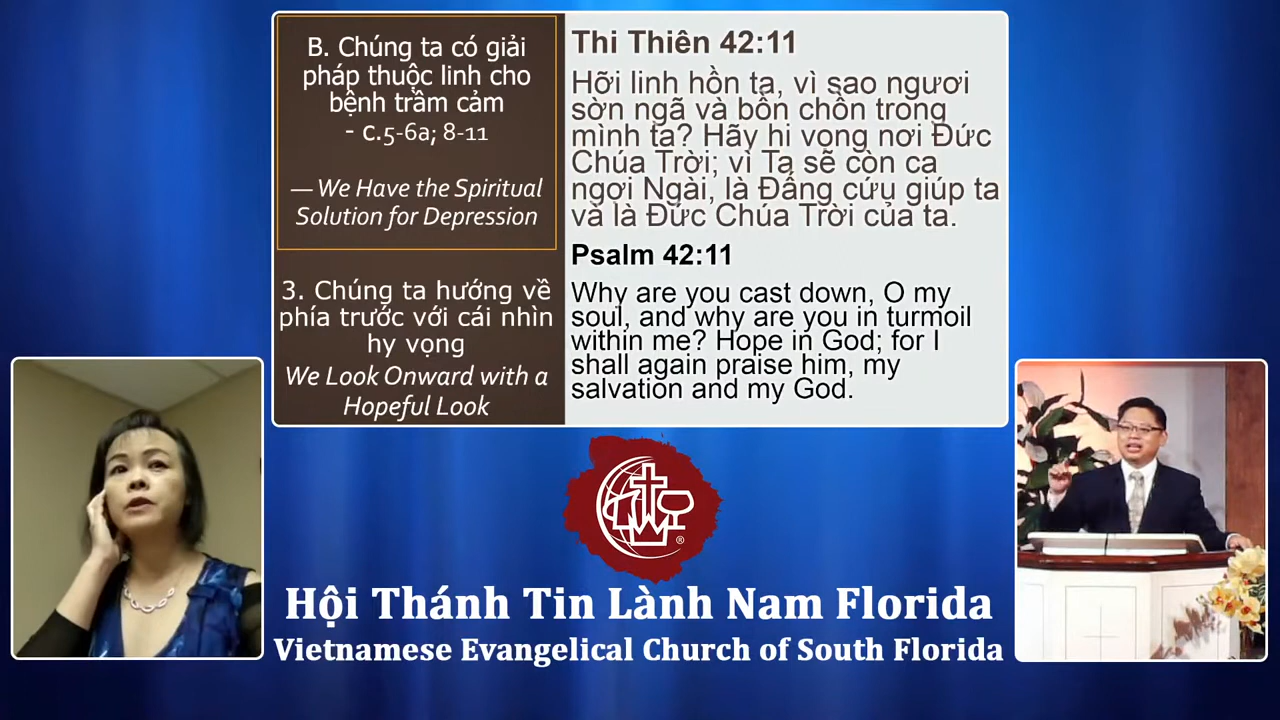 B. Chúng ta có giải
pháp thuộc linh cho
bệnh trầm cảm
- c.5-6a; 8-11
— We Have the Spiritual
Solution for Depression
3. Chúng ta hướng về
phía trước với cái nhìn
hy vọng
We Look Onward with a
Hopeful Look
Thi Thiên 42:11
Hỡi linh hồn ta, vì sao ngươi
sờn ngã và bồn chồn trong
mình ta? Hãy hi vọng nơi Đức
Chúa Trời; vì Ta sẽ còn ca
ngợi Ngài, là Đấng cứu giúp ta
và là Đức Chúa Trời của ta.
Psalm 42:11
Why are you cast down, O my
soul, and why are you in turmoil
within me? Hope in God; for I
shall again praise him, my
salvation and my God.
®
Hội Thánh Tin Lành Nam Florida
Vietnamese Evangelical Church of South Florida